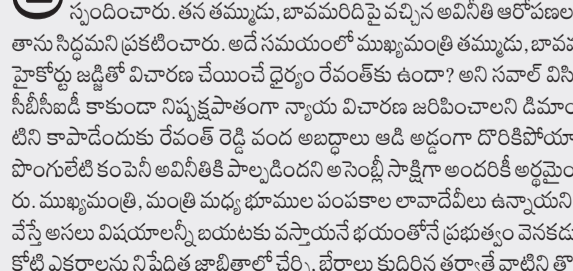 స్పందించారు. తన తమ్ముడు, బావమరిదిపై వచ్చిన అవినీతి ఆరోపణల
తాను సిద్ధమని ప్రకటించారు. అదే సమయంలో ముఖ్యమంత్రి తమ్ముడు, బావమ
హైకోర్టు జడ్జితో విచారణ చేయించే ధైర్యం రేవంత్‌కు ఉందా? అని సవాల్ విసి
సీబీసీఐడీ కాకుండా నిష్పక్షపాతంగా న్యాయ విచారణ జరిపించాలని డిమాం
టిని కాపాడేందుకు రేవంత్ రెడ్డి వంద అబద్ధాలు ఆడి అడ్డంగా దొరికిపోయా
పొంగులేటి కంపెనీ అవినీతికి పాల్పడిందని అసెంబ్లీ సాక్షిగా అందరికీ అర్థమైం
రు. ముఖ్యమంత్రి, మంత్రి మధ్య భూముల పంపకాల లావాదేవీలు ఉన్నాయని
వేస్తే అసలు విషయాలన్నీ బయటకు వస్తాయనే భయంతోనే ప్రభుత్వం వెనకడు
కోటి ఎకరాలను నిషేధిత జాబితాలో చేర్చి, బేరాలు కుదిరిన తర్వాతే వాటిని తొ